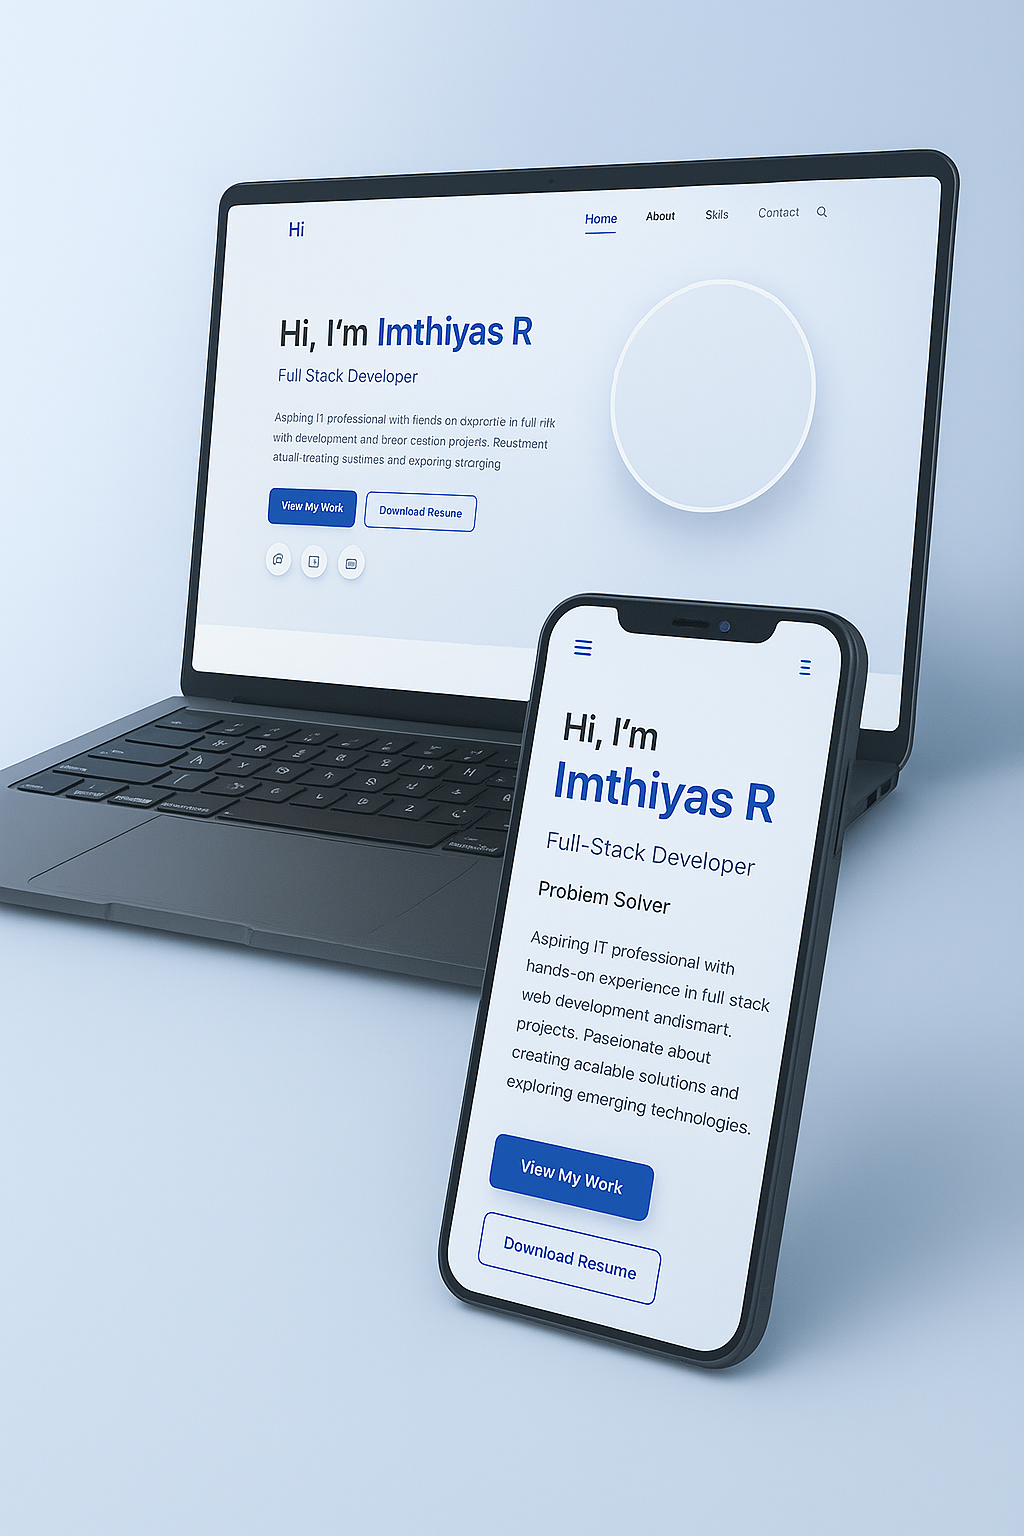 Hi
Home About Skils Contact
Hi, I'm Imthiyas R
Full Stack Developer
Aspbing I1 professional with fiends on dxprortie in full rifk
with development and breor cestion projerts. Reustment
atuall-treating sustimes and exporing strarging
View My Work Download Resune
Hi, I'm
Imthiyas R
Full-Stack Developer
Probiem Solver
Aspiring IT professional with
hands-on experience in full stack
web development andismart.
projects. Paseionate about
creating acalable solutions and
exploring emerging technologies.
View My Work
Download Resume